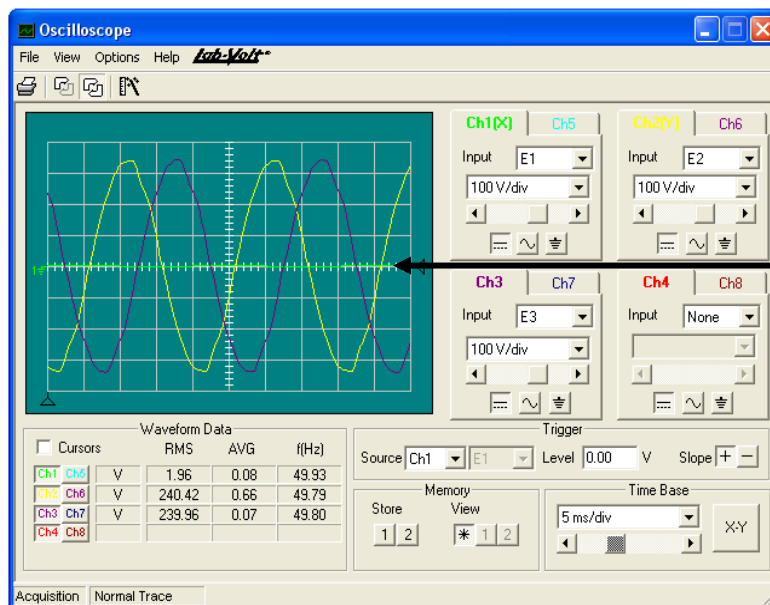 Oscilloscope
File View Options Help Lab-Volt
Ch1(X) Ch5
Input E1
100 V/div
Ch2(Y) Ch6
Input E2
100 V/div
1
Ch3 Ch7
Input E3
100 V/div
Ch4 Ch8
Input None
Waveform Data
Cursors RMS AVG f(Hz)
Ch1 Ch5 V 1.96 0.08 49.93
Ch2 Ch6 V 240.42 0.66 49.79
Ch3 Ch7 V 239.96 0.07 49.80
Ch4 Ch8
Trigger
Source Ch1 E1 Level 0.00 V Slope + −
Memory
Store View
1 2 * 1 2
Time Base
5 ms/div
X-Y
Acquisition Normal Trace